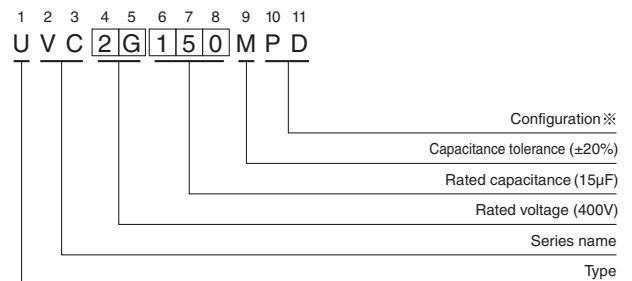 1 2 3 4 5 6 7 8 9 10 11
U V C 2 G 1 5 0 M P D
Configuration※
Capacitance tolerance (±20%)
Rated capacitance (15µF)
Rated voltage (400V)
Series name
Type